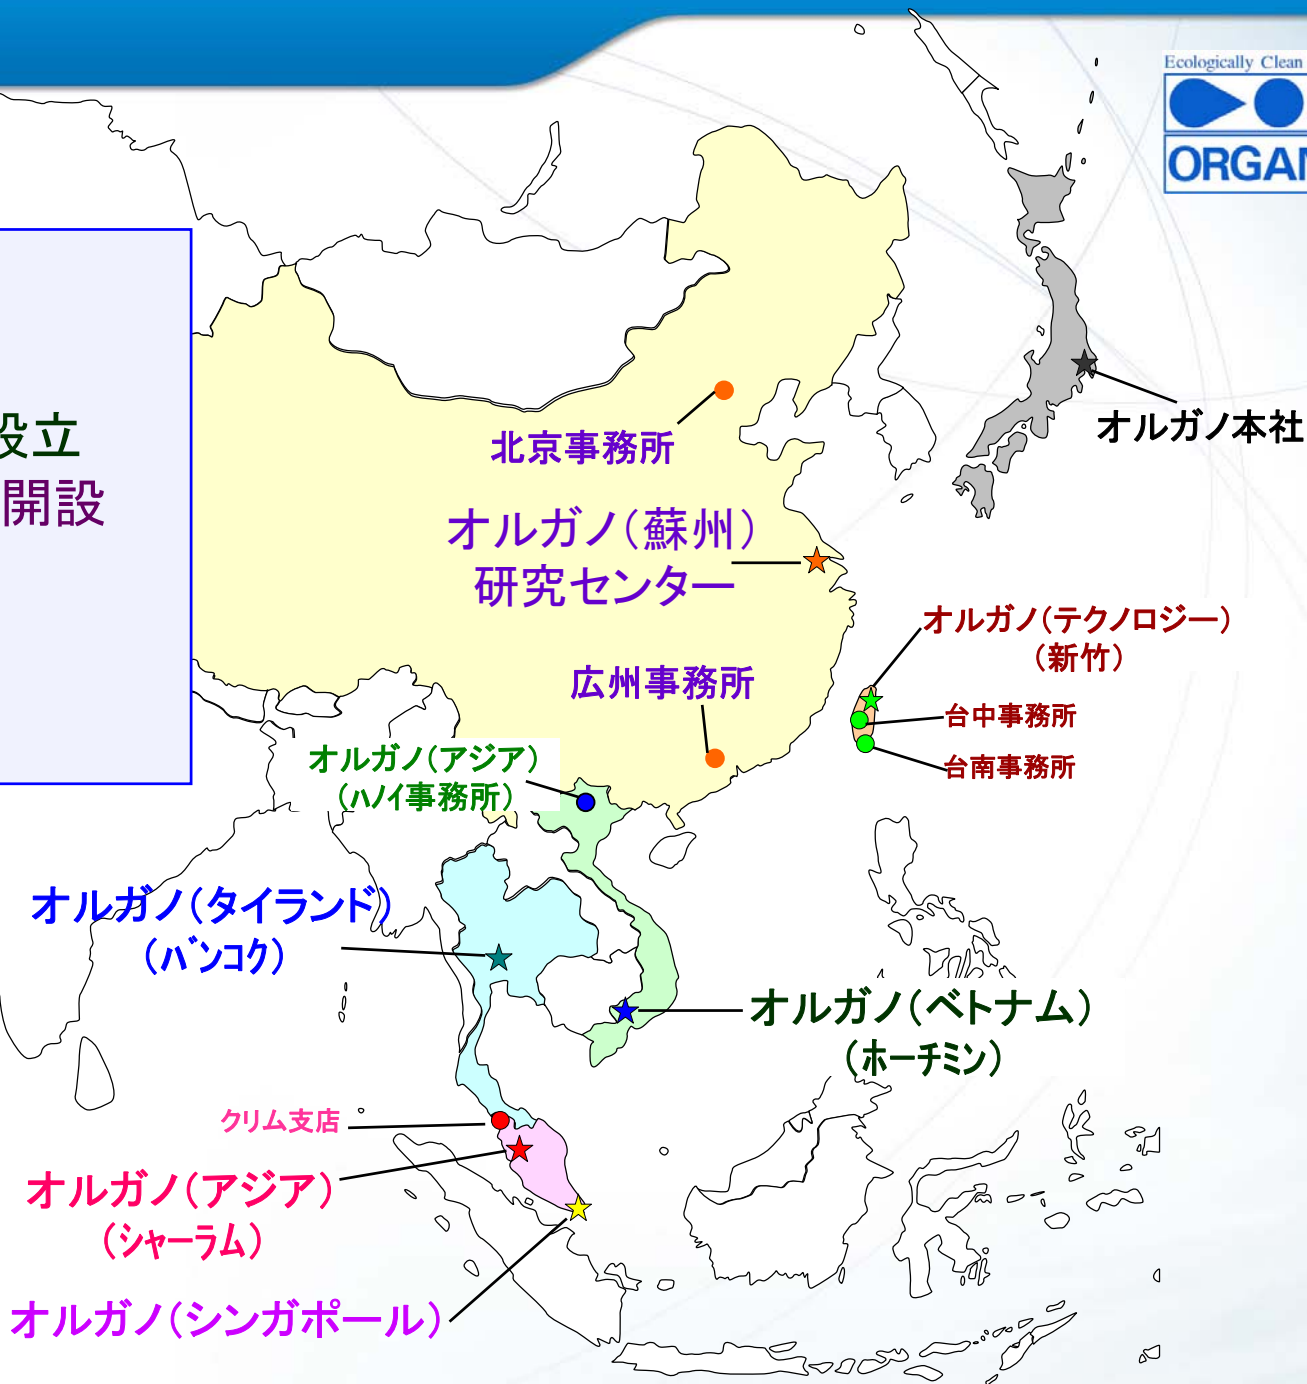 Ecologically Clean
ORGAN
設立
開設
オルガノ本社
北京事務所
オルガノ（蘇州）
研究センター
オルガノ（テクノロジー）
（新竹）
広州事務所
台中事務所
オルガノ（アジア）
（ハノイ事務所）
台南事務所
オルガノ（タイランド）
（バンコク）
オルガノ（ベトナム）
（ホーチミン）
クリム支店
オルガノ（アジア）
（シャーラム）
オルガノ（シンガポール）